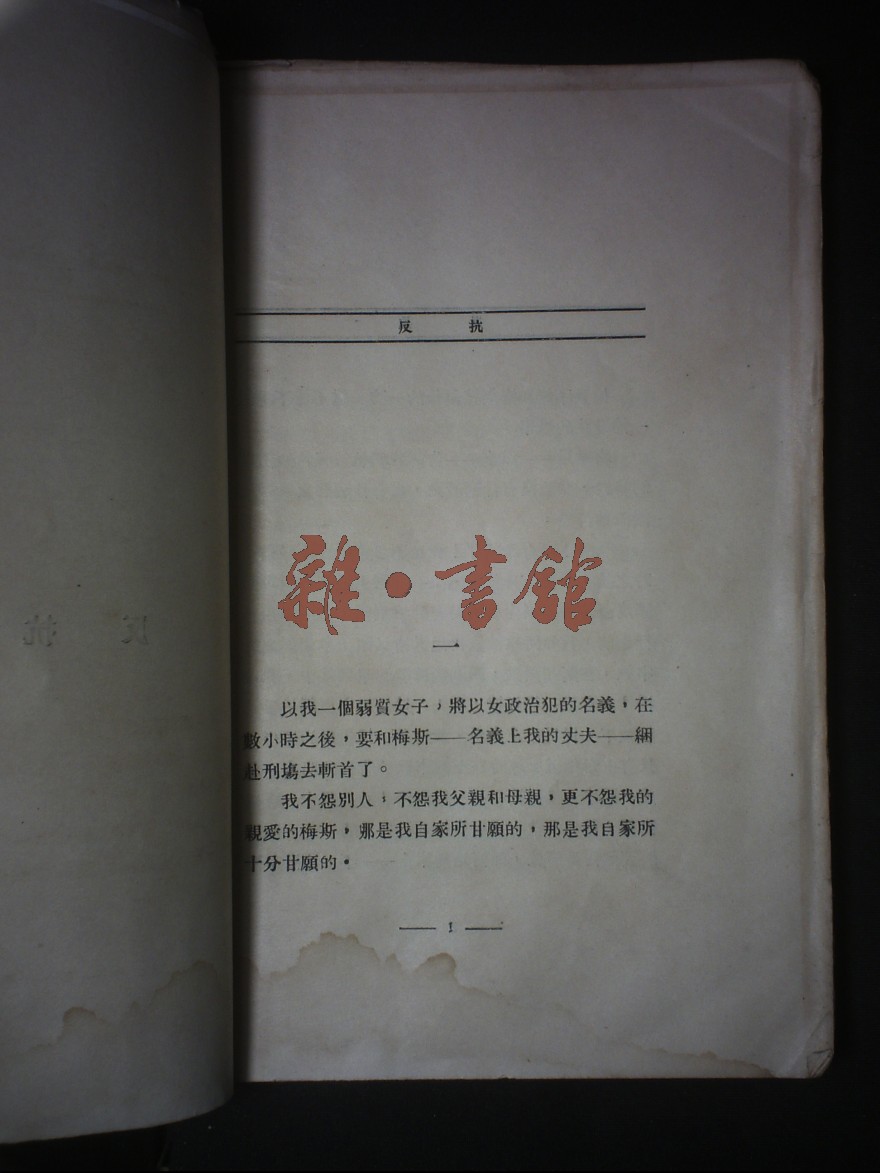 反 抗
雜·書館
一
以我一個弱質女子，將以女政治犯的名義，在
數小時之後，要和梅斯——名義上我的丈夫——綑
赴刑場去斬首了。
我不怨別人，不怨我父親和母親，更不怨我的
親愛的梅斯，那是我自家所甘願的，那是我自家所
十分甘願的。
—— 1 ——
反 抗